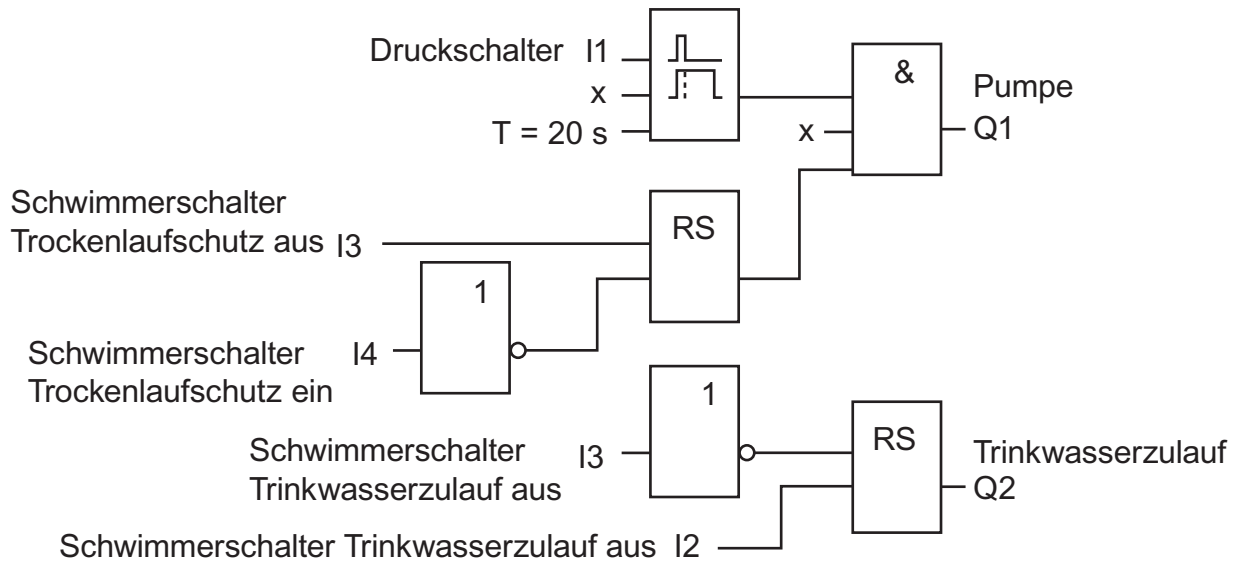 Druckschalter I1
x
T = 20 s
&
x
Pumpe
Q1
Schwimmerschalter
Trockenlaufschutz aus I3
RS
1
Schwimmerschalter I4
Trockenlaufschutz ein
1
Schwimmerschalter I3
Trinkwasserzulauf aus
RS
Trinkwasserzulauf
Q2
Schwimmerschalter Trinkwasserzulauf aus I2